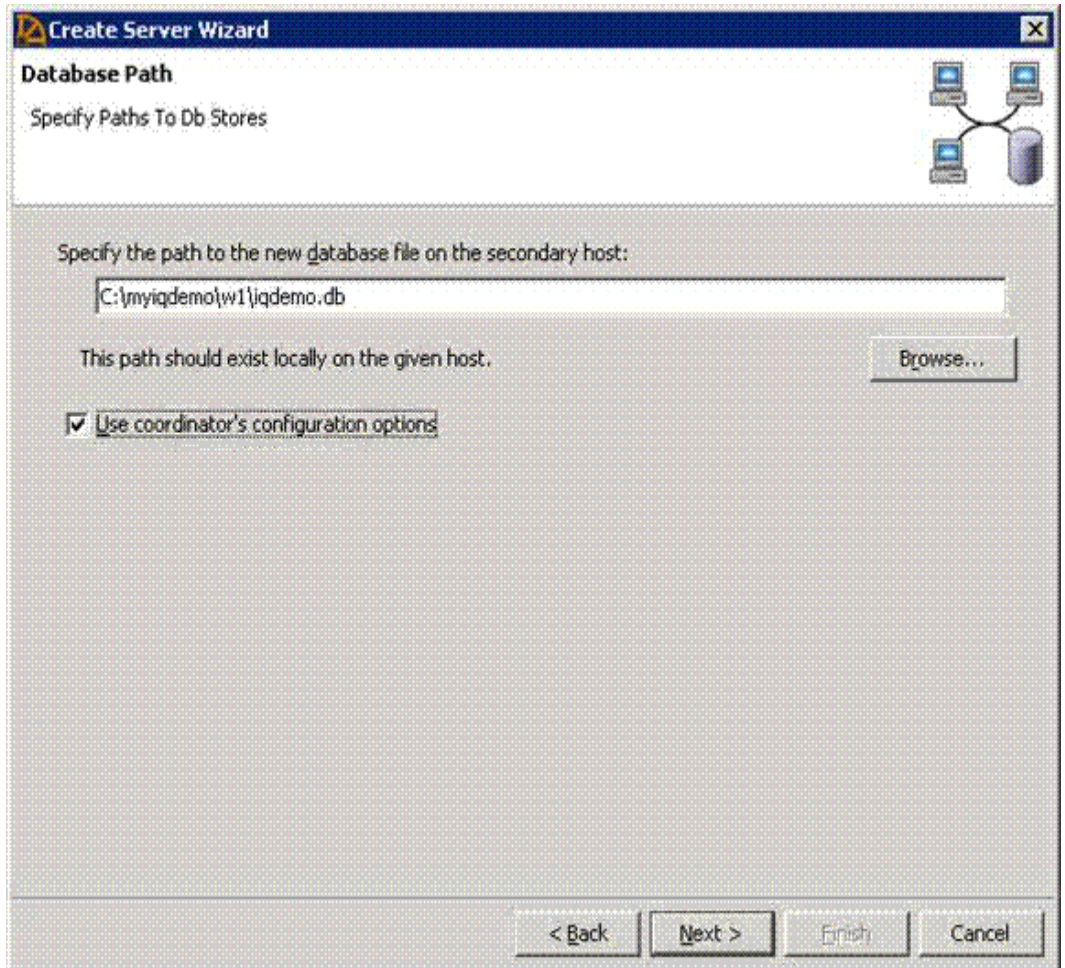 Create Server Wizard
Database Path
Specify Paths To Db Stores
Specify the path to the new database file on the secondary host:
C:\myiqdemo\w1\iqdemo.db
This path should exist locally on the given host.
Browse...
Use coordinator's configuration options
< Back
Next >
Finish
Cancel